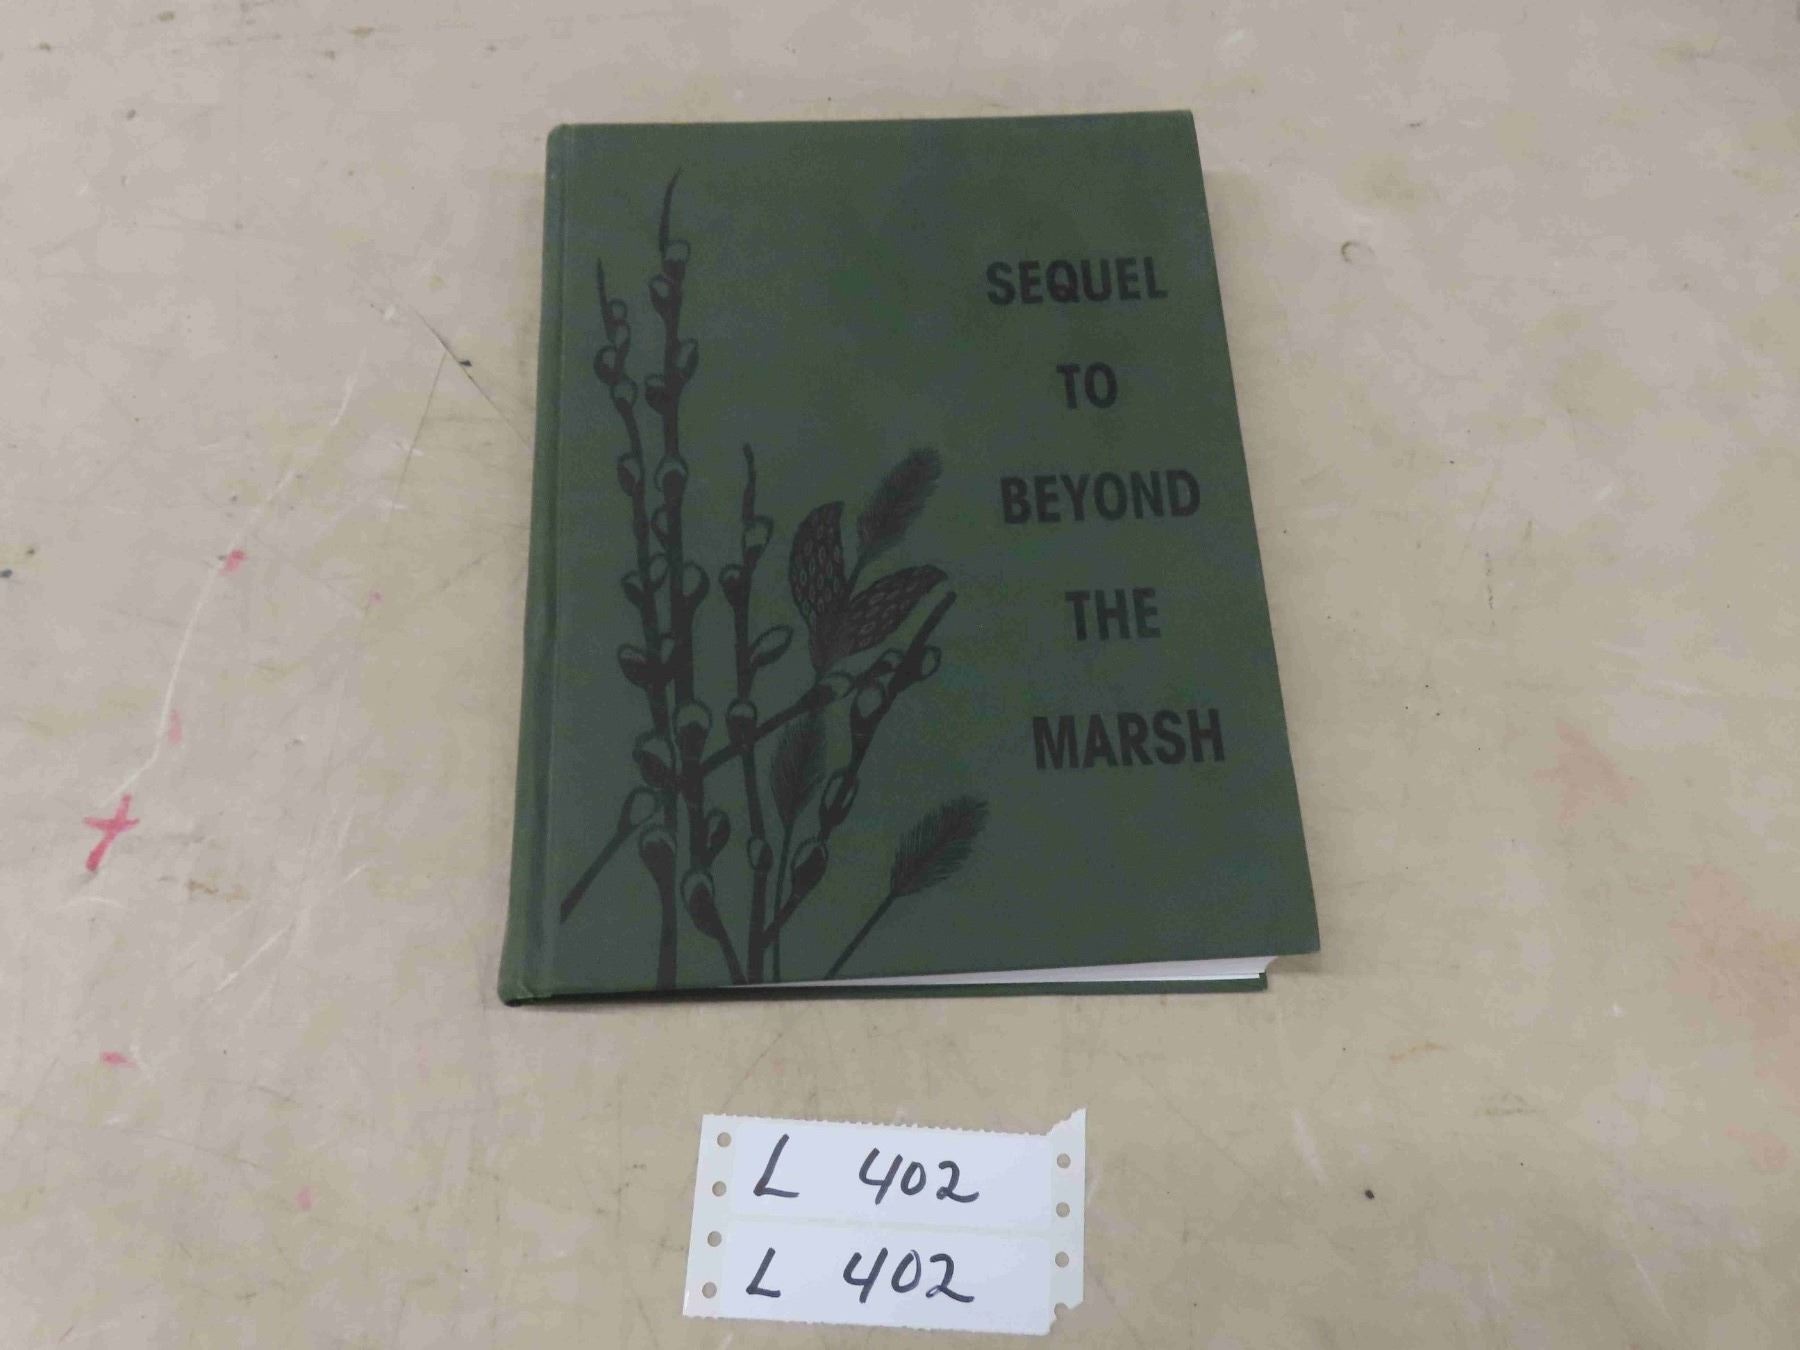 SEQUEL
TO
BEYOND
THE
MARSH
L 402
L 402